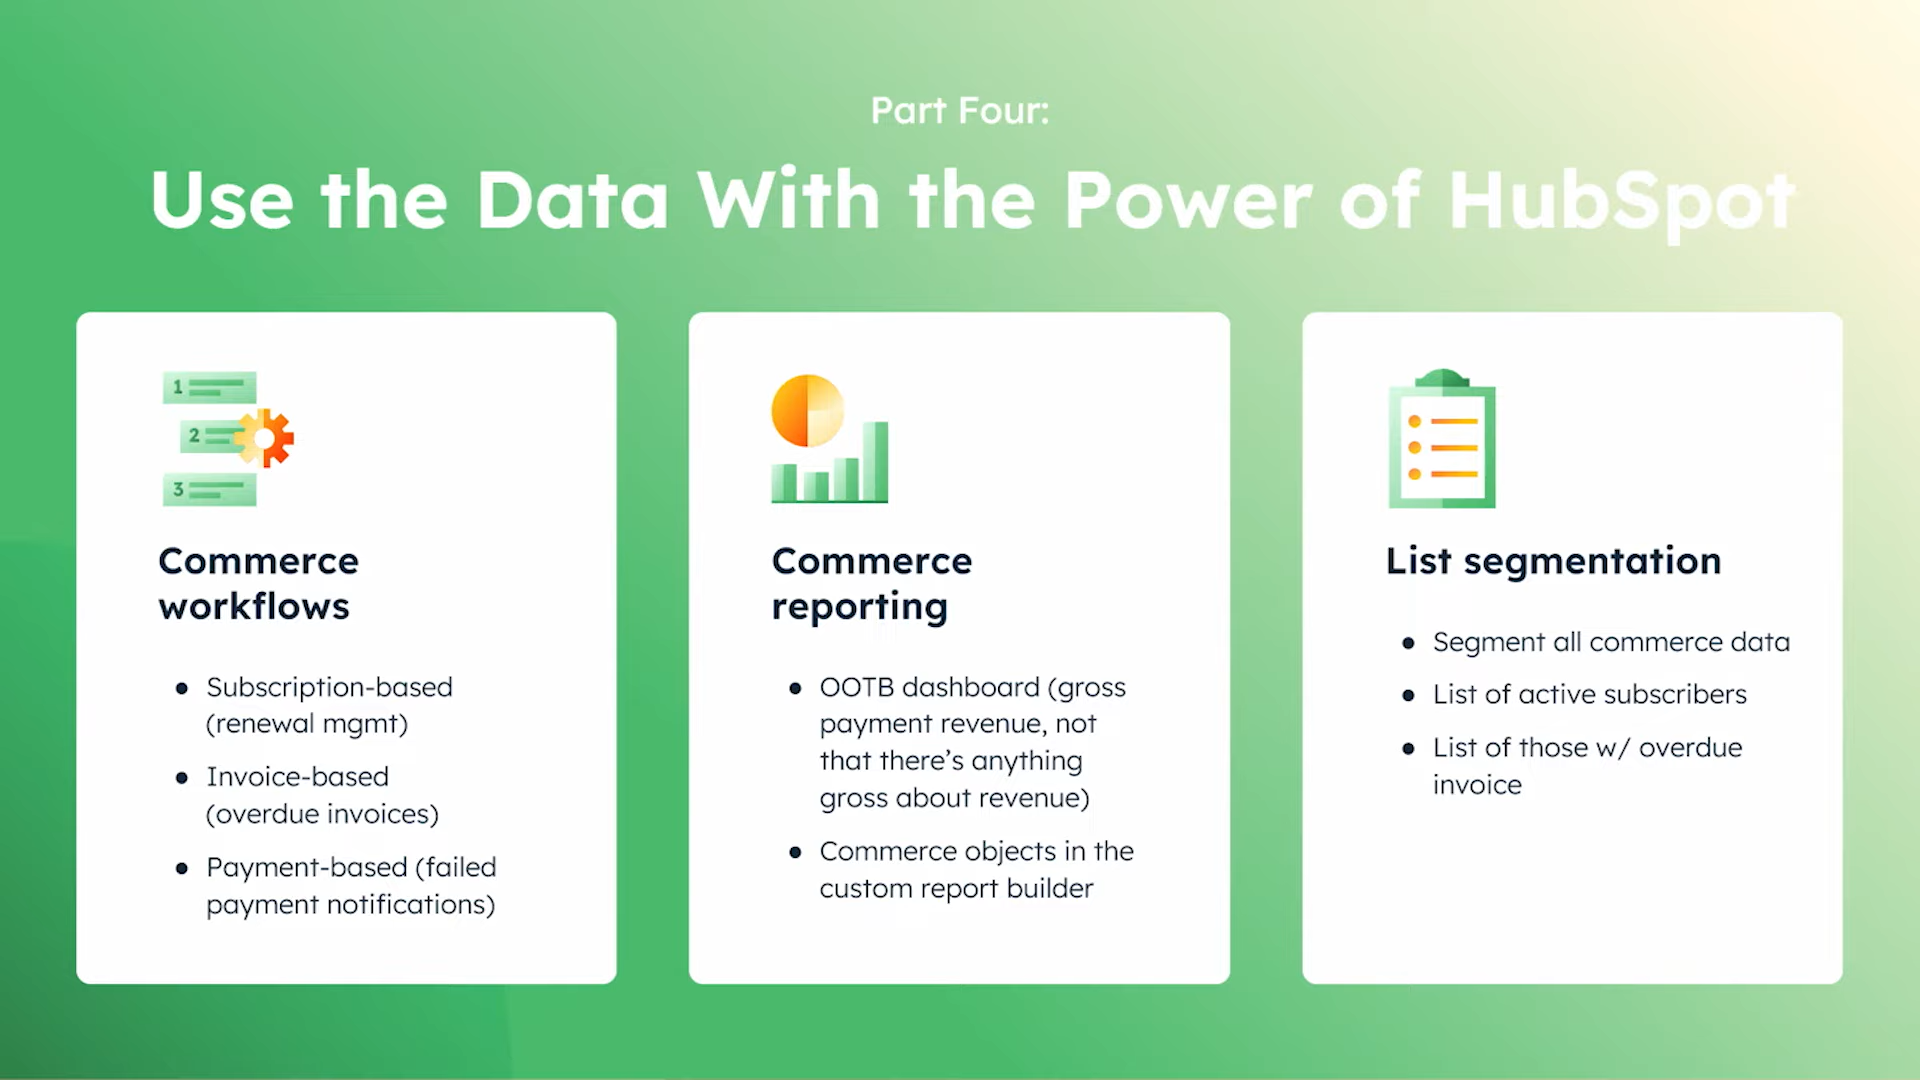 Part Four:
Use the Data With the Power of HubSpot
1
2
3
Commerce
workflows
● Subscription-based
(renewal mgmt)
● Invoice-based
(overdue invoices)
● Payment-based (failed
payment notifications)
Commerce
reporting
● OOTB dashboard (gross
payment revenue, not
that there’s anything
gross about revenue)
● Commerce objects in the
custom report builder
List segmentation
● Segment all commerce data
● List of active subscribers
● List of those w/ overdue
invoice